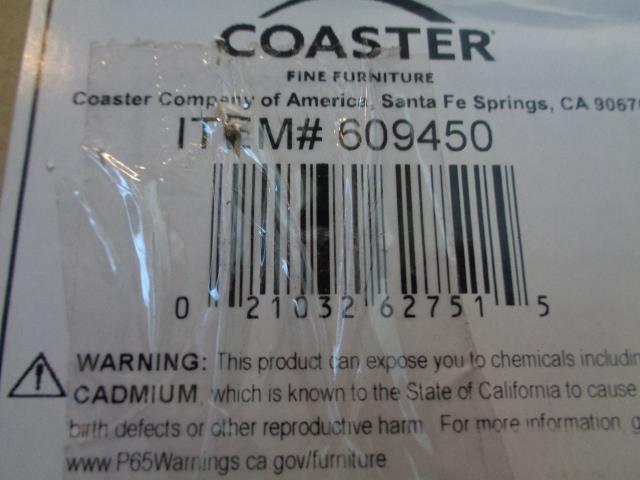 COASTER
FINE FURNITURE
Coaster Company of America, Santa Fe Springs, CA 9067
ITEM# 609450
0 21032 62751 5
WARNING: This product can expose you to chemicals includin
CADMIUM, which is known to the State of California to cause
birth defects or other reproductive harm. For more information, g
www.P65Warnings.ca.gov/furniture